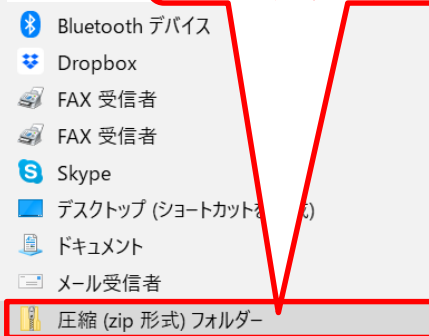 Bluetooth デバイス
Dropbox
FAX 受信者
FAX 受信者
Skype
デスクトップ (ショートカットを 成)
ドキュメント
メール受信者
圧縮 (zip 形式) フォルダー